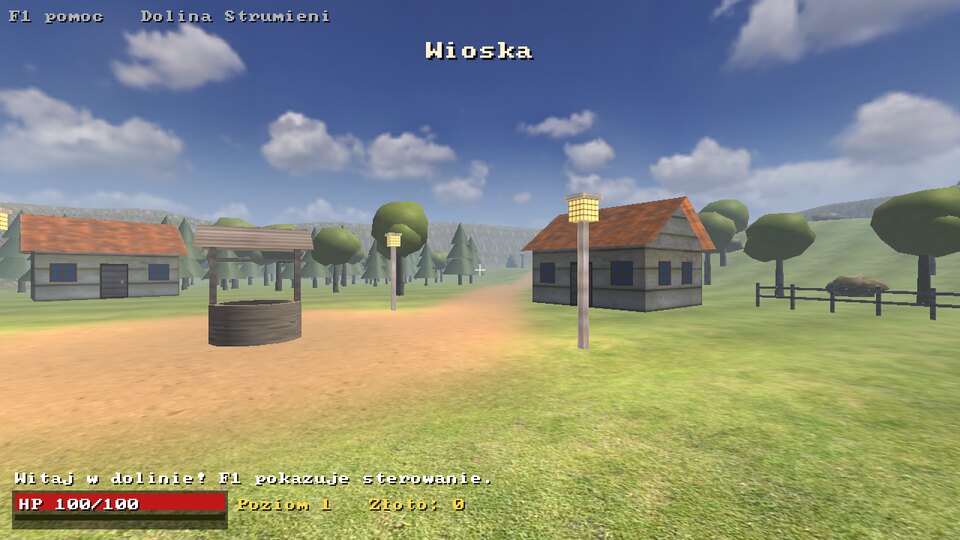 F1 pomoc Dolina Strumieni
Wioska
Witaj w dolinie! F1 pokazuje sterowanie.
HP 100/100 Poziom 1 Złoto: 0